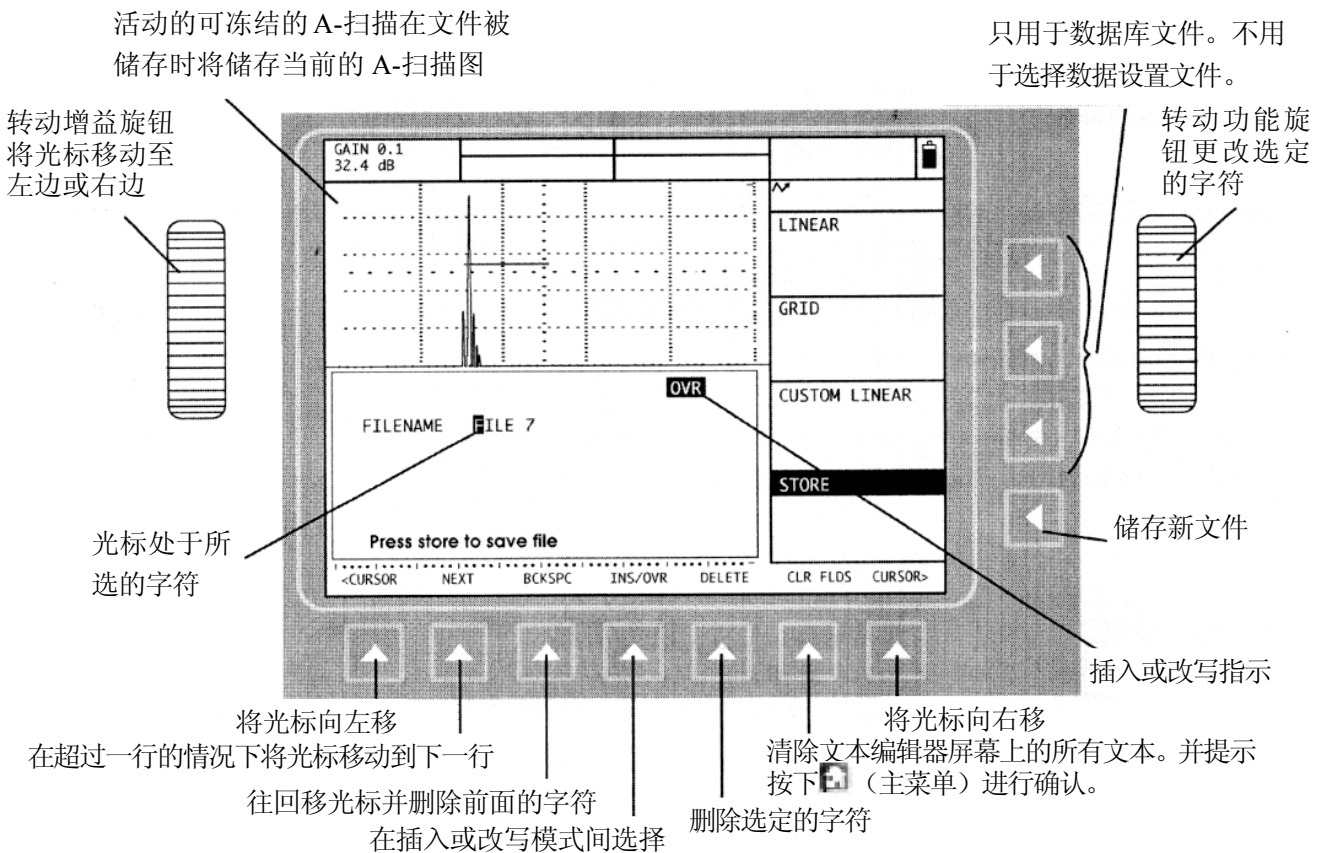 活动的可冻结的 A-扫描在文件被
储存时将储存当前的 A-扫描图
只用于数据库文件。不用
于选择数据设置文件。
转动增益旋钮
将光标移动至
左边或右边
转动功能旋
钮更改选定
的字符
GAIN 0.1
32.4 dB
LINEAR
GRID
CUSTOM LINEAR
STORE
OVR
FILENAME FILE 7
Press store to save file
<CURSOR NEXT BCKSPC INS/OVR DELETE CLR FLDS CURSOR>
光标处于所
选的字符
储存新文件
插入或改写指示
将光标向左移
在超过一行的情况下将光标移动到下一行
往回移光标并删除前面的字符
在插入或改写模式间选择
删除选定的字符
将光标向右移
清除文本编辑器屏幕上的所有文本。并提示
按下 （主菜单）进行确认。